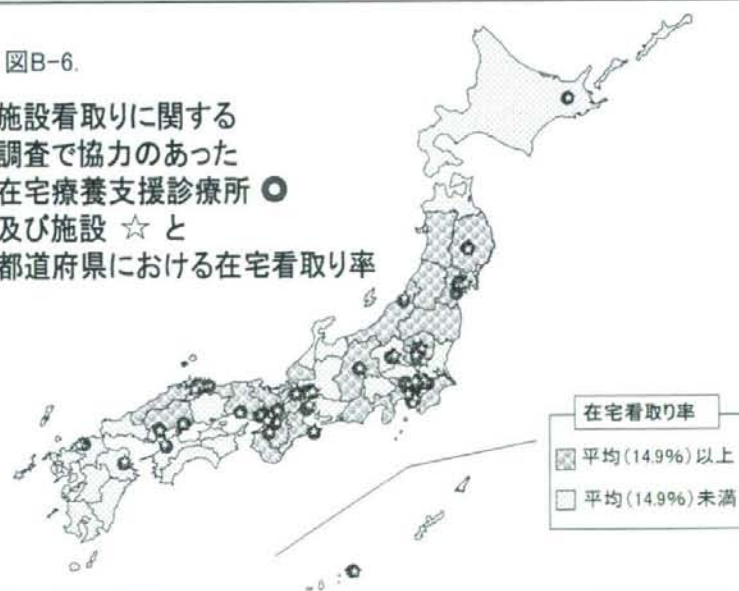 図B-6.
施設看取りに関する
調査で協力のあった
在宅療養支援診療所 ◎
及び施設 ☆ と
都道府県における在宅看取り率
在宅看取り率
平均(14.9%)以上
平均(14.9%)未満